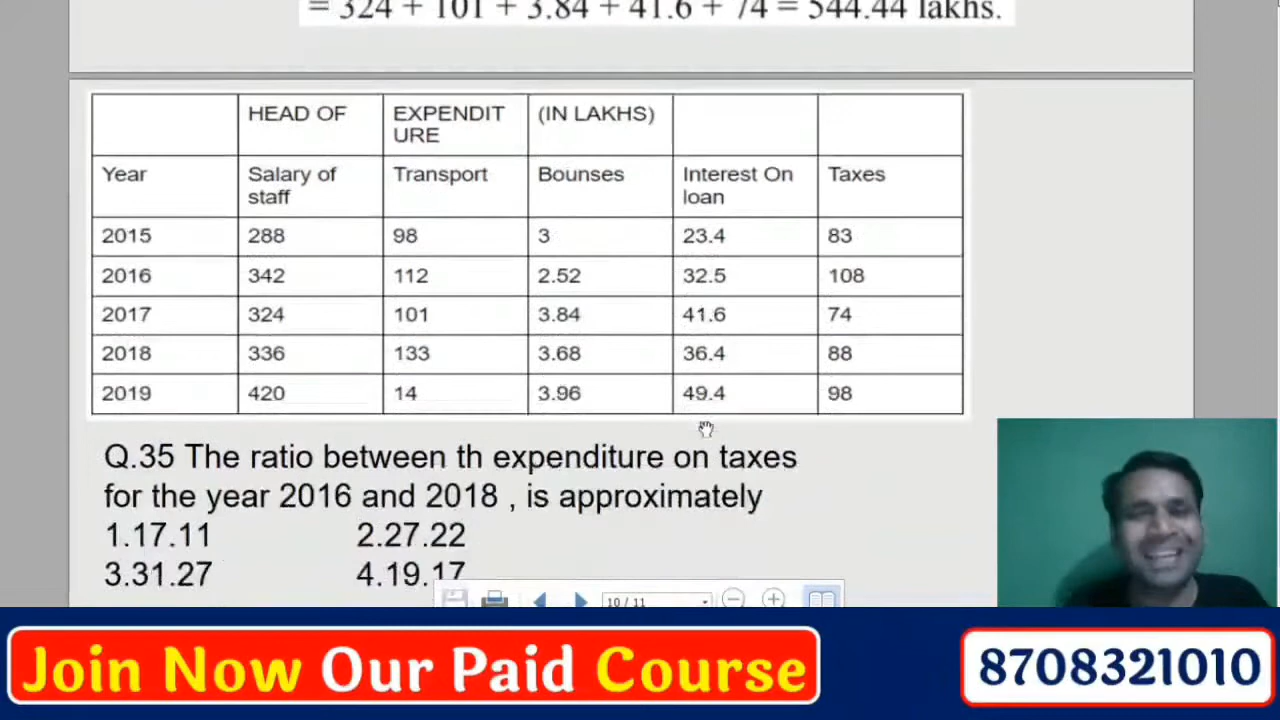 = 324 + 101 + 3.84 + 41.6 + 74 = 544.44 lakhs.
HEAD OF EXPENDIT (IN LAKHS)
URE
Year Salary of Transport Bounses Interest On Taxes
staff loan
2015 288 98 3 23.4 83
2016 342 112 2.52 32.5 108
2017 324 101 3.84 41.6 74
2018 336 133 3.68 36.4 88
2019 420 14 3.96 49.4 98
Q.35 The ratio between th expenditure on taxes
for the year 2016 and 2018 , is approximately
1.17.11 2.27.22
3.31.27 4.19.17
10 / 11
Join Now Our Paid Course
8708321010